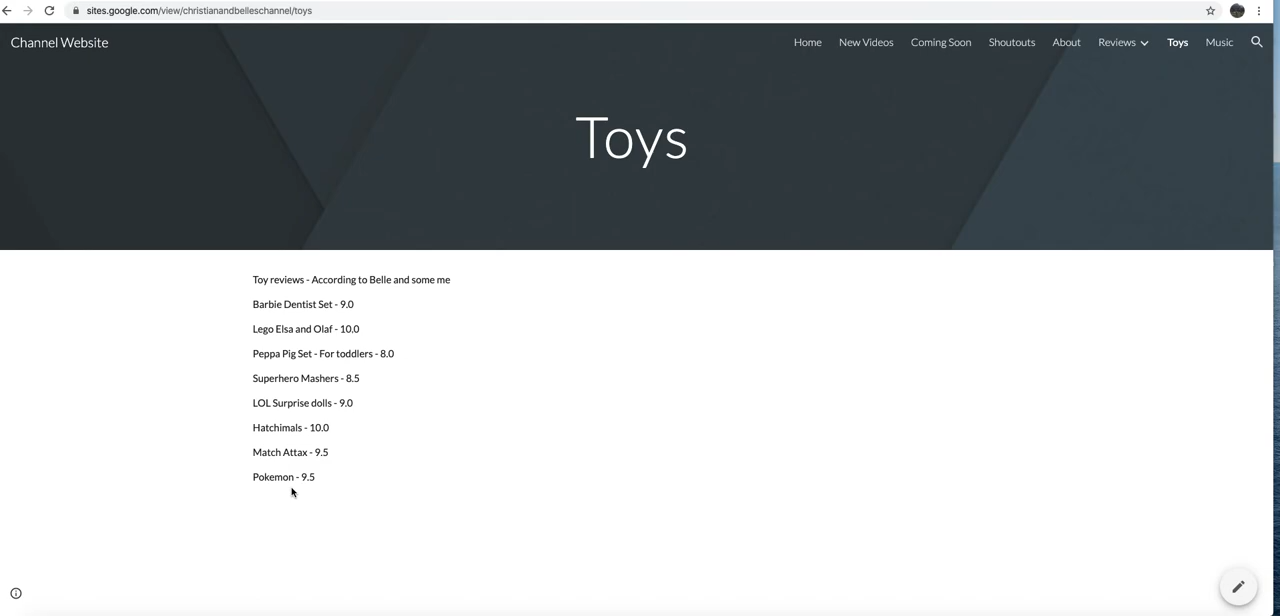 sites.google.com/view/christianandbelleschannel/toys
Channel Website
Home New Videos Coming Soon Shoutouts About Reviews Toys Music
Toys
Toy reviews - According to Belle and some me
Barbie Dentist Set - 9.0
Lego Elsa and Olaf - 10.0
Peppa Pig Set - For toddlers - 8.0
Superhero Mashers - 8.5
LOL Surprise dolls - 9.0
Hatchimals - 10.0
Match Attax - 9.5
Pokemon - 9.5